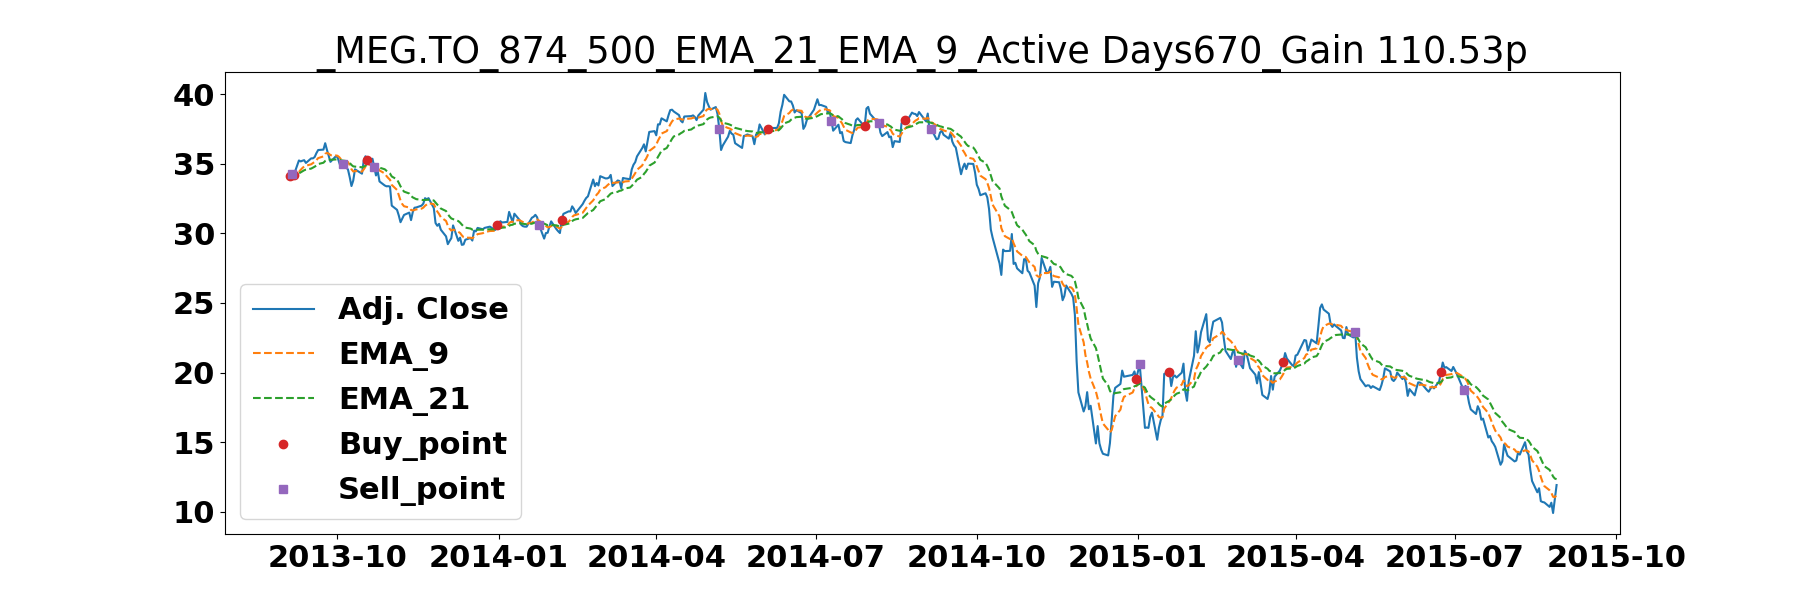 _MEG.TO_874_500_EMA_21_EMA_9_Active Days670_Gain 110.53p
40
35
30
25
20
15
10
Adj. Close
EMA_9
EMA_21
Buy_point
Sell_point
2013-10 2014-01 2014-04 2014-07 2014-10 2015-01 2015-04 2015-07 2015-10